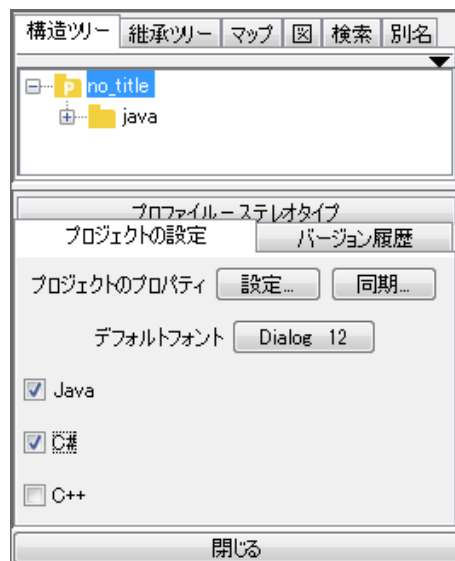 構造ツリー 継承ツリー マップ 図 検索 別名
no_title
java
プロファイル－ステレオタイプ
プロジェクトの設定 バージョン履歴
プロジェクトのプロパティ 設定... 同期...
デフォルトフォント Dialog 12
Java
C#
C++
閉じる